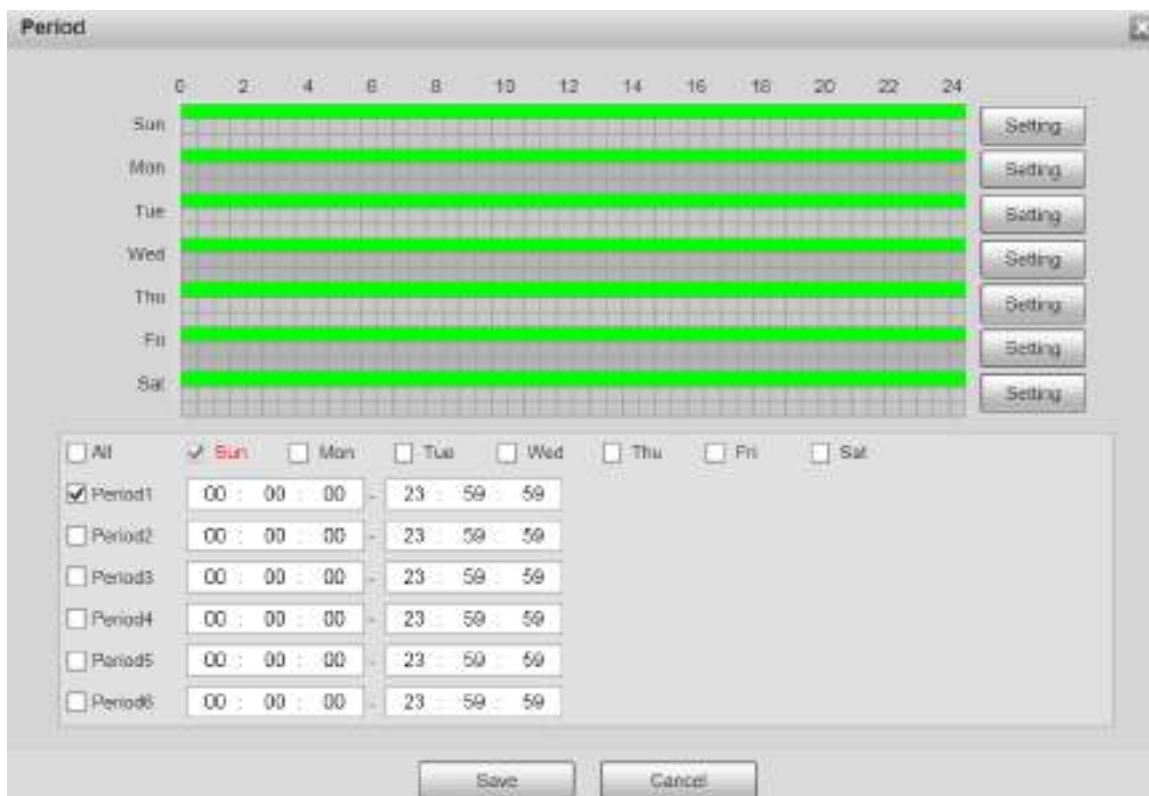 Period
0 2 4 6 8 10 12 14 16 18 20 22 24
Sun Setting
Mon Setting
Tue Setting
Wed Setting
Thu Setting
Fri Setting
Sat Setting
All Sun Mon Tue Wed Thu Fri Sat
Period1 00 : 00 : 00 - 23 : 59 : 59
Period2 00 : 00 : 00 - 23 : 59 : 59
Period3 00 : 00 : 00 - 23 : 59 : 59
Period4 00 : 00 : 00 - 23 : 59 : 59
Period5 00 : 00 : 00 - 23 : 59 : 59
Period6 00 : 00 : 00 - 23 : 59 : 59
Save Cancel